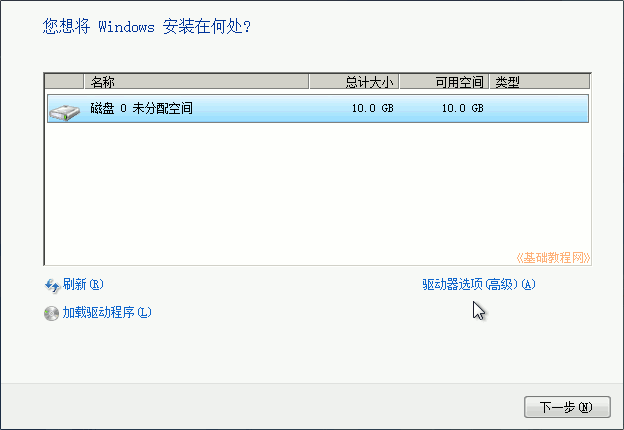 您想将 Windows 安装在何处?
名称 总计大小 可用空间 类型
磁盘 0 未分配空间 10.0 GB 10.0 GB
《基础教程网》
刷新(R) 驱动器选项(高级)(A)
加载驱动程序(L)
下一步(N)